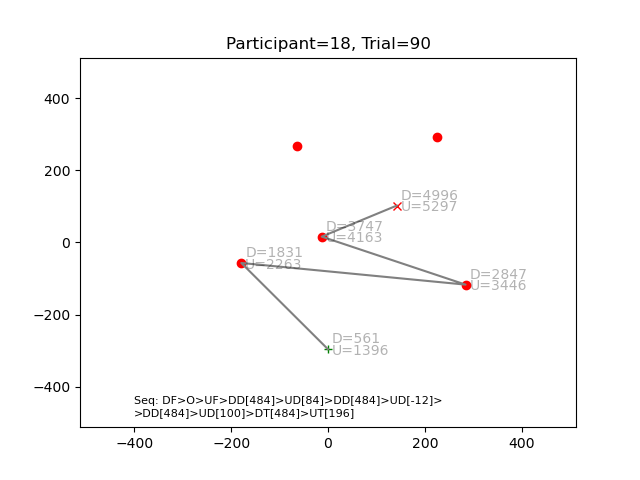 Participant=18, Trial=90
400
D=4996
200
U=5297
D=3747
U=4163
0
D=1831
U=2263
D=2847
U=3446
−200
D=561
U=1396
−400
Seq: DF>O>UF>DD[484]>UD[84]>DD[484]>UD[-12]>
>DD[484]>UD[100]>DT[484]>UT[196]
−400 −200 0 200 400